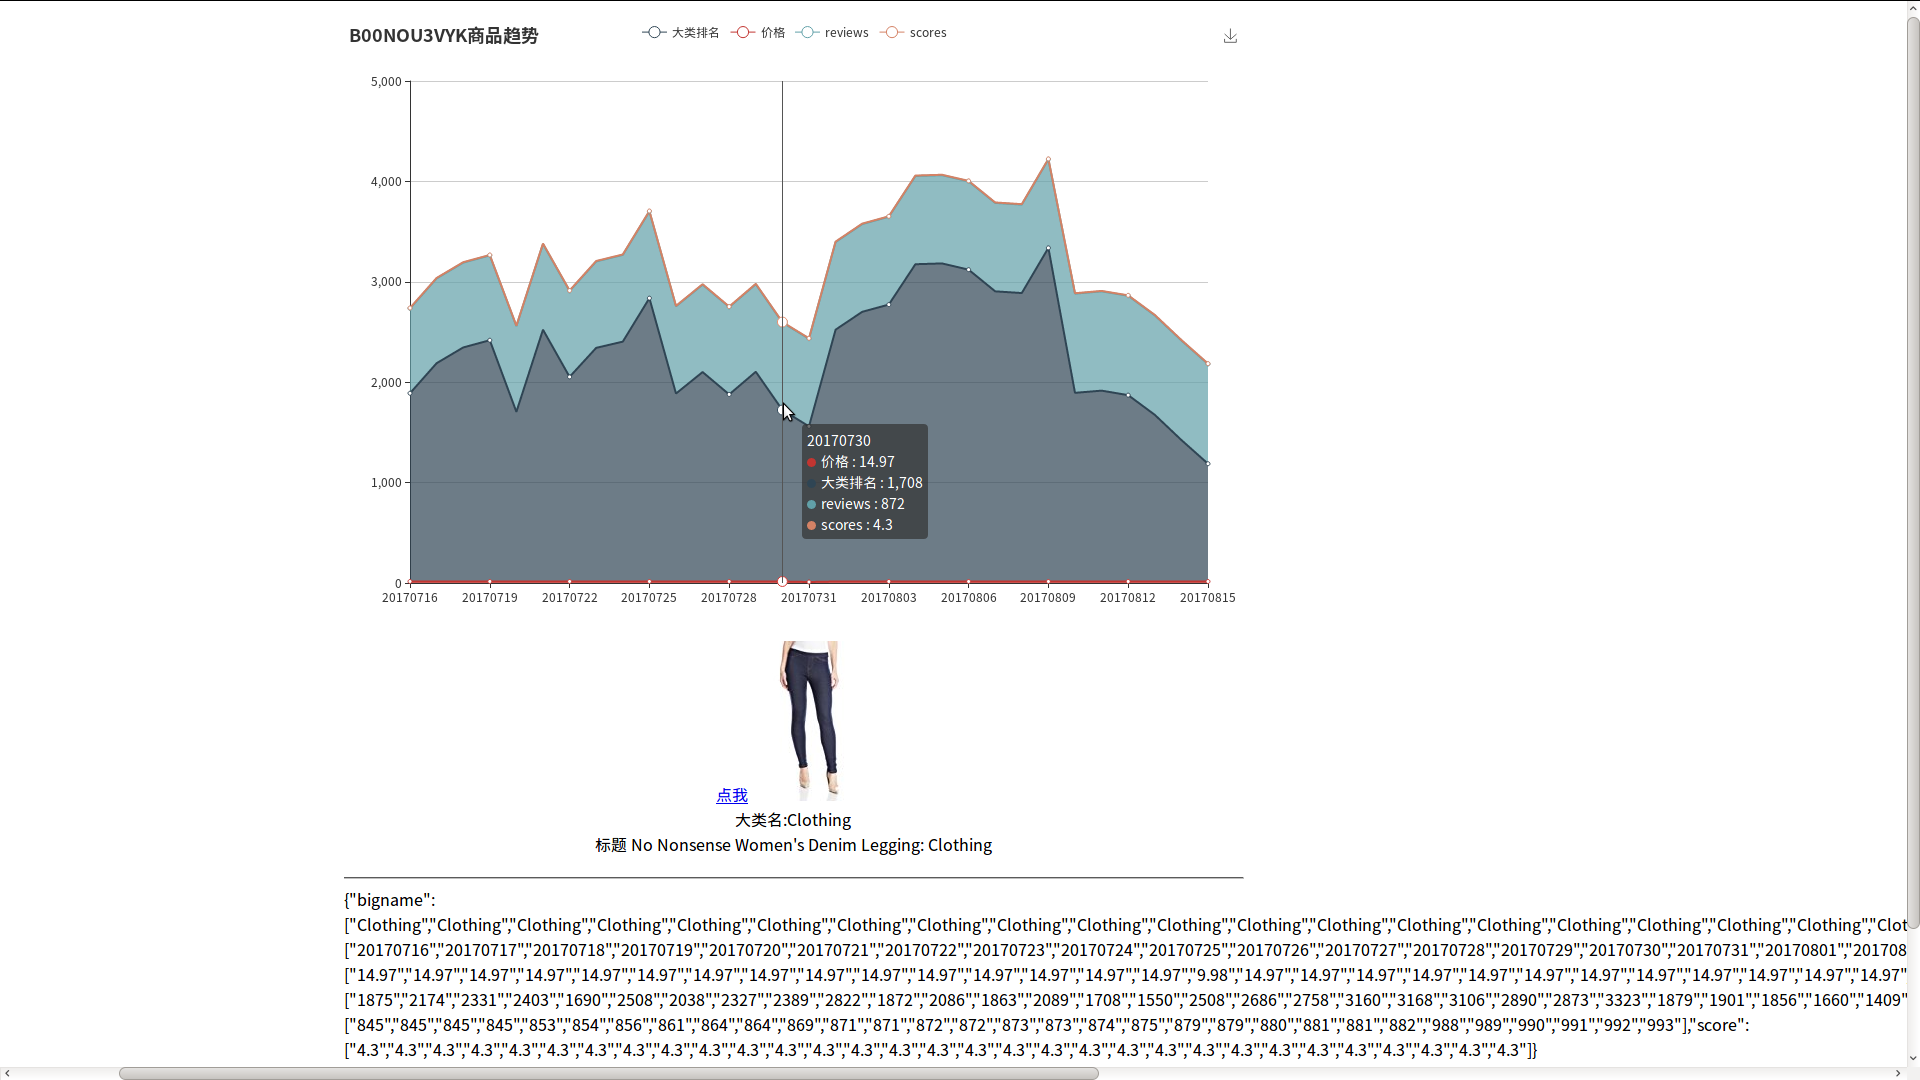 B00NOU3VYK商品趋势
大类排名 价格 reviews scores
5,000
4,000
3,000
2,000
1,000
0
20170730
价格 : 14.97
大类排名 : 1,708
reviews : 872
scores : 4.3
20170716 20170719 20170722 20170725 20170728 20170731 20170803 20170806 20170809 20170812 20170815
点我
大类名:Clothing
标题 No Nonsense Women's Denim Legging: Clothing
{"bigname":
["Clothing","Clothing","Clothing","Clothing","Clothing","Clothing","Clothing","Clothing","Clothing","Clothing","Clothing","Clothing","Clothing","Clothing","Clothing","Clothing","Clothing","Clothing","Clothing","Clot
["20170716","20170717","20170718","20170719","20170720","20170721","20170722","20170723","20170724","20170725","20170726","20170727","20170728","20170729","20170730","20170731","20170801","201708
["14.97","14.97","14.97","14.97","14.97","14.97","14.97","14.97","14.97","14.97","14.97","14.97","14.97","14.97","14.97","9.98","14.97","14.97","14.97","14.97","14.97","14.97","14.97","14.97","14.97","14.97","14.97","14.97"
["1875","2174","2331","2403","1690","2508","2038","2327","2389","2822","1872","2086","1863","2089","1708","1550","2508","2686","2758","3160","3168","3106","2890","2873","3323","1879","1901","1856","1660","1409"
["845","845","845","845","853","854","856","861","864","864","869","871","871","872","872","873","873","874","875","879","879","880","881","881","882","988","989","990","991","992","993"],"score":
["4.3","4.3","4.3","4.3","4.3","4.3","4.3","4.3","4.3","4.3","4.3","4.3","4.3","4.3","4.3","4.3","4.3","4.3","4.3","4.3","4.3","4.3","4.3","4.3","4.3","4.3","4.3","4.3","4.3","4.3","4.3"]}